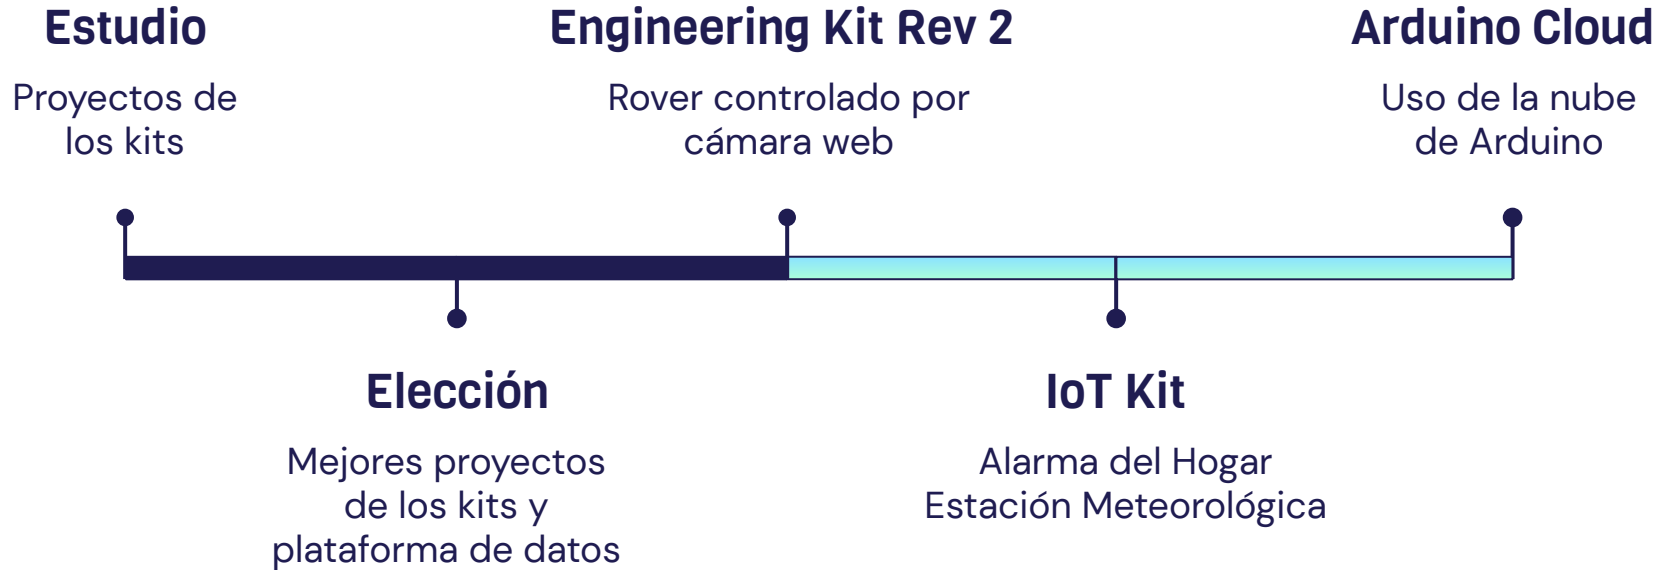 Estudio
Proyectos de
los kits
Engineering Kit Rev 2
Rover controlado por
cámara web
Arduino Cloud
Uso de la nube
de Arduino
Elección
Mejores proyectos
de los kits y
plataforma de datos
IoT Kit
Alarma del Hogar
Estación Meteorológica